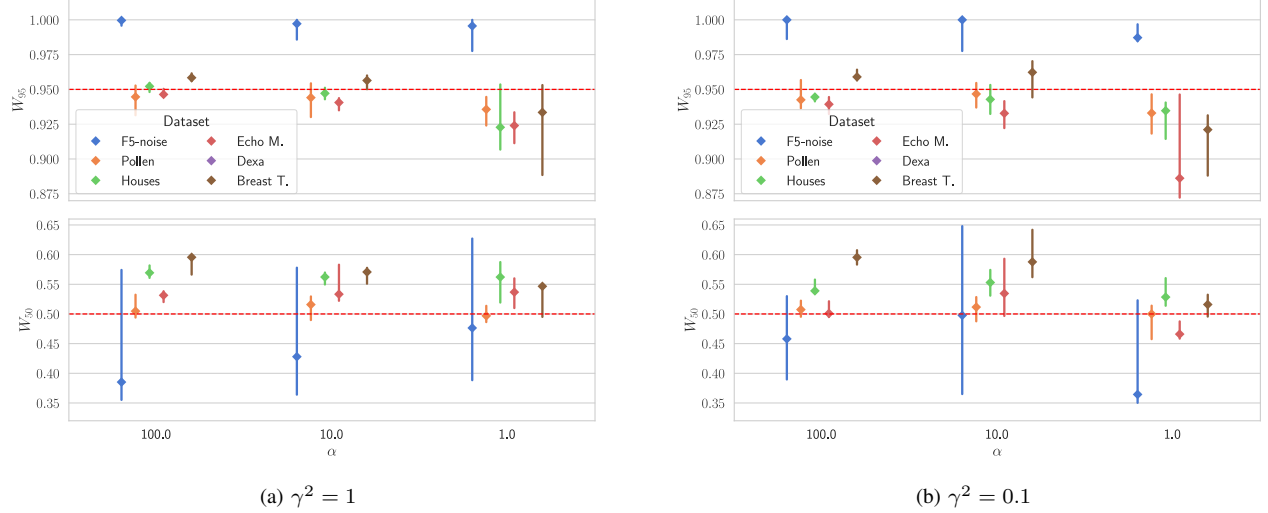 1.000
0.975
0.950
0.925
0.900
0.875
W95
Dataset
F5-noise
Pollen
Houses
Echo M.
Dexa
Breast T.
0.65
0.60
0.55
0.50
0.45
0.40
0.35
W50
100.0
10.0
1.0
α
(a) γ² = 1
1.000
0.975
0.950
0.925
0.900
0.875
W95
Dataset
F5-noise
Pollen
Houses
Echo M.
Dexa
Breast T.
0.65
0.60
0.55
0.50
0.45
0.40
0.35
W50
100.0
10.0
1.0
α
(b) γ² = 0.1